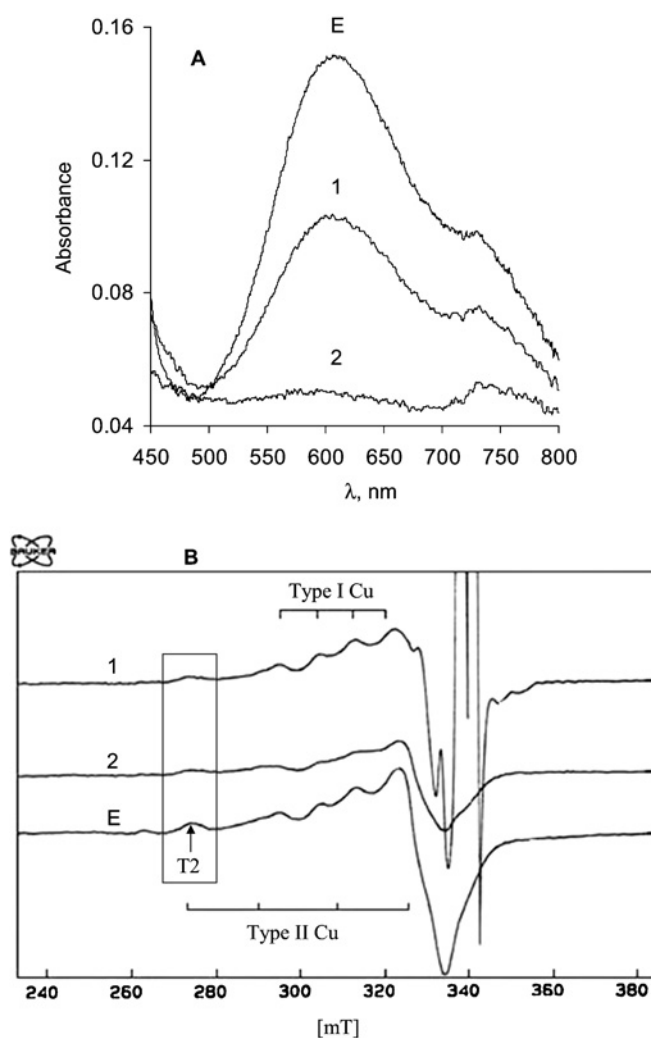 E
0.16
A
0.12
1
Absorbance
0.08
2
0.04
450 500 550 600 650 700 750 800
λ, nm
BRUKER
B
Type I Cu
1
2
E
T2
Type II Cu
240 260 280 300 320 340 360 380
[mT]